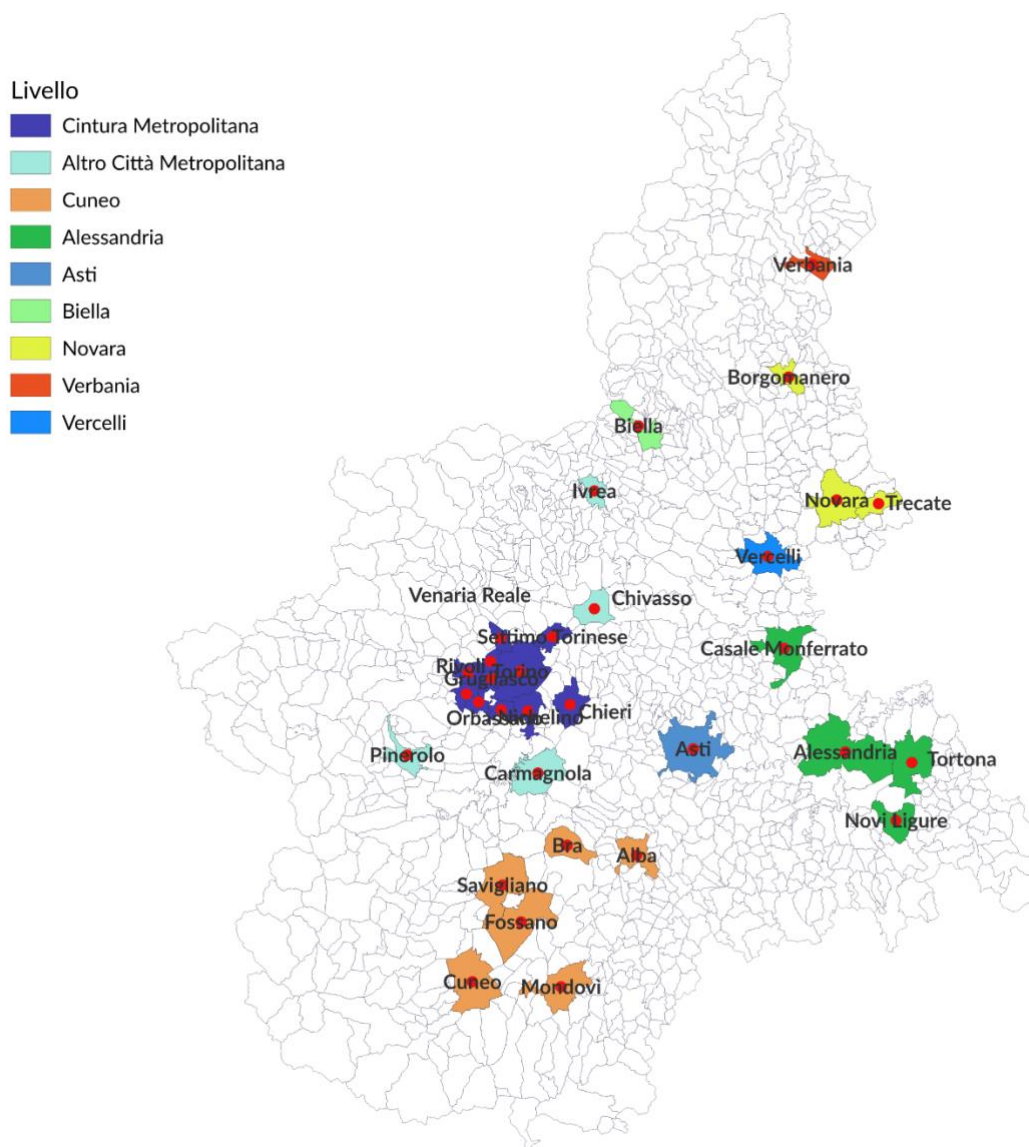 Livello
Cintura Metropolitana
Altro Città Metropolitana
Cuneo
Alessandria
Asti
Biella
Novara
Verbania
Vercelli
Verbania
Borgomanero
Biella
Ivrea
Novara
Trecate
Vercelli
Venaria Reale
Chivasso
Settimo Torinese
Casale Monferrato
Rivoli
Torino
Grugliasco
Orbassano
Nichelino
Chieri
Pinerolo
Carmagnola
Asti
Alessandria
Tortona
Novi Ligure
Bra
Alba
Savigliano
Fossano
Cuneo
Mondovì